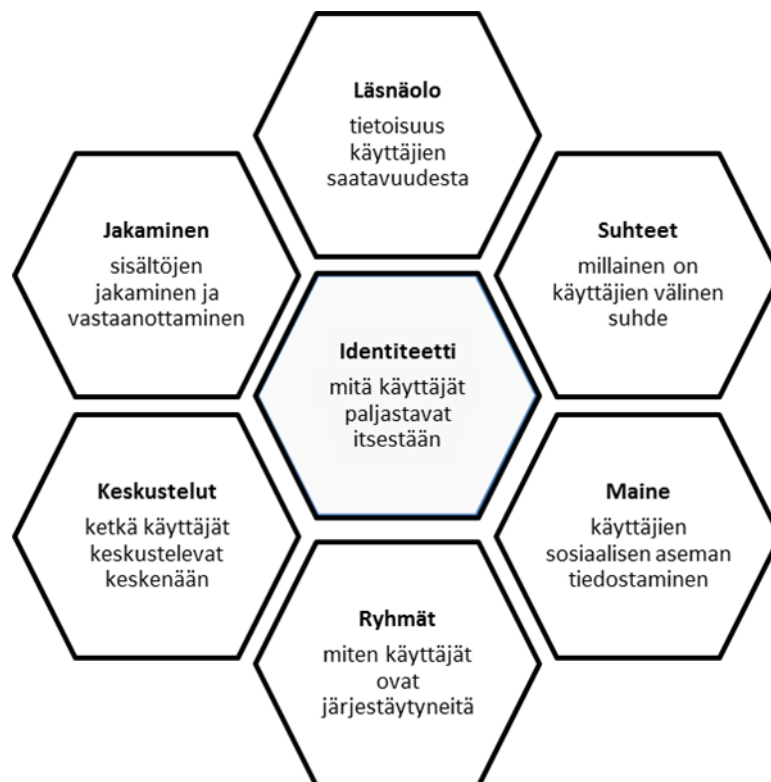 Läsnäolo
tietoisuus
käyttäjien
saatavuudesta
Jakaminen
sisältöjen
jakaminen ja
vastaanottaminen
Suhteet
millainen on
käyttäjien välinen
suhde
Identiteetti
mitä käyttäjät
paljastavat
itsestään
Keskustelut
ketkä käyttäjät
keskustelevat
keskenään
Maine
käyttäjien
sosiaalisen aseman
tiedostaminen
Ryhmät
miten käyttäjät
ovat
järjestäytyneitä